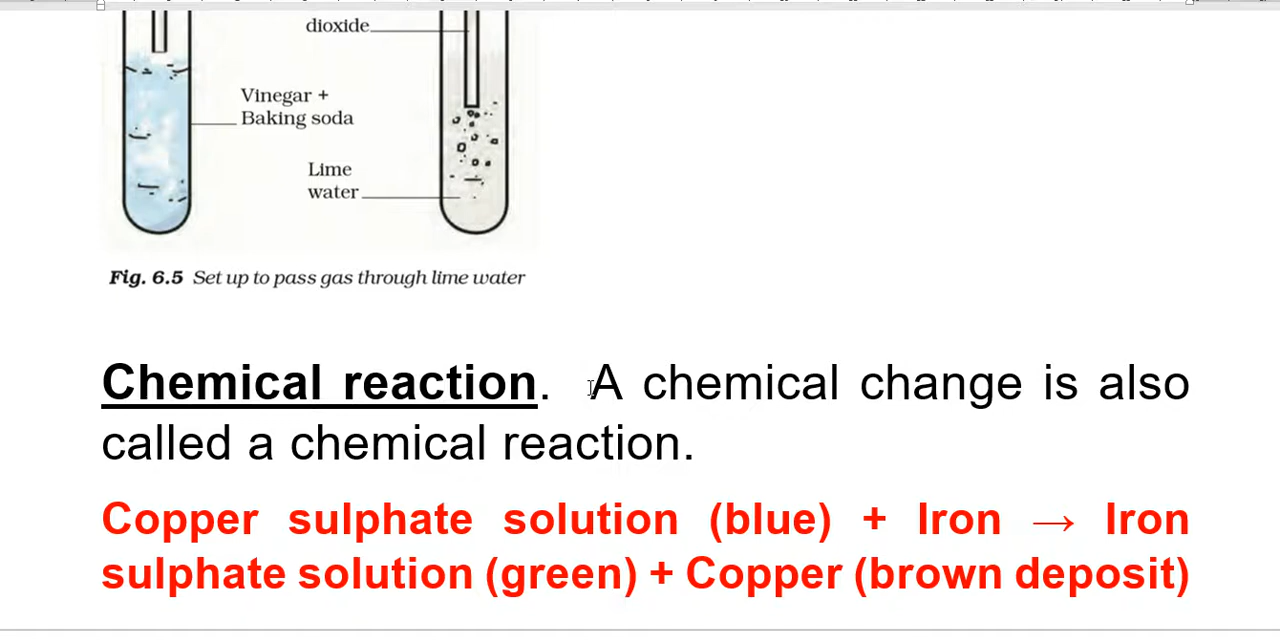 dioxide
Vinegar +
Baking soda
Lime
water
Fig. 6.5 Set up to pass gas through lime water
Chemical reaction. A chemical change is also
called a chemical reaction.
Copper sulphate solution (blue) + Iron → Iron
sulphate solution (green) + Copper (brown deposit)